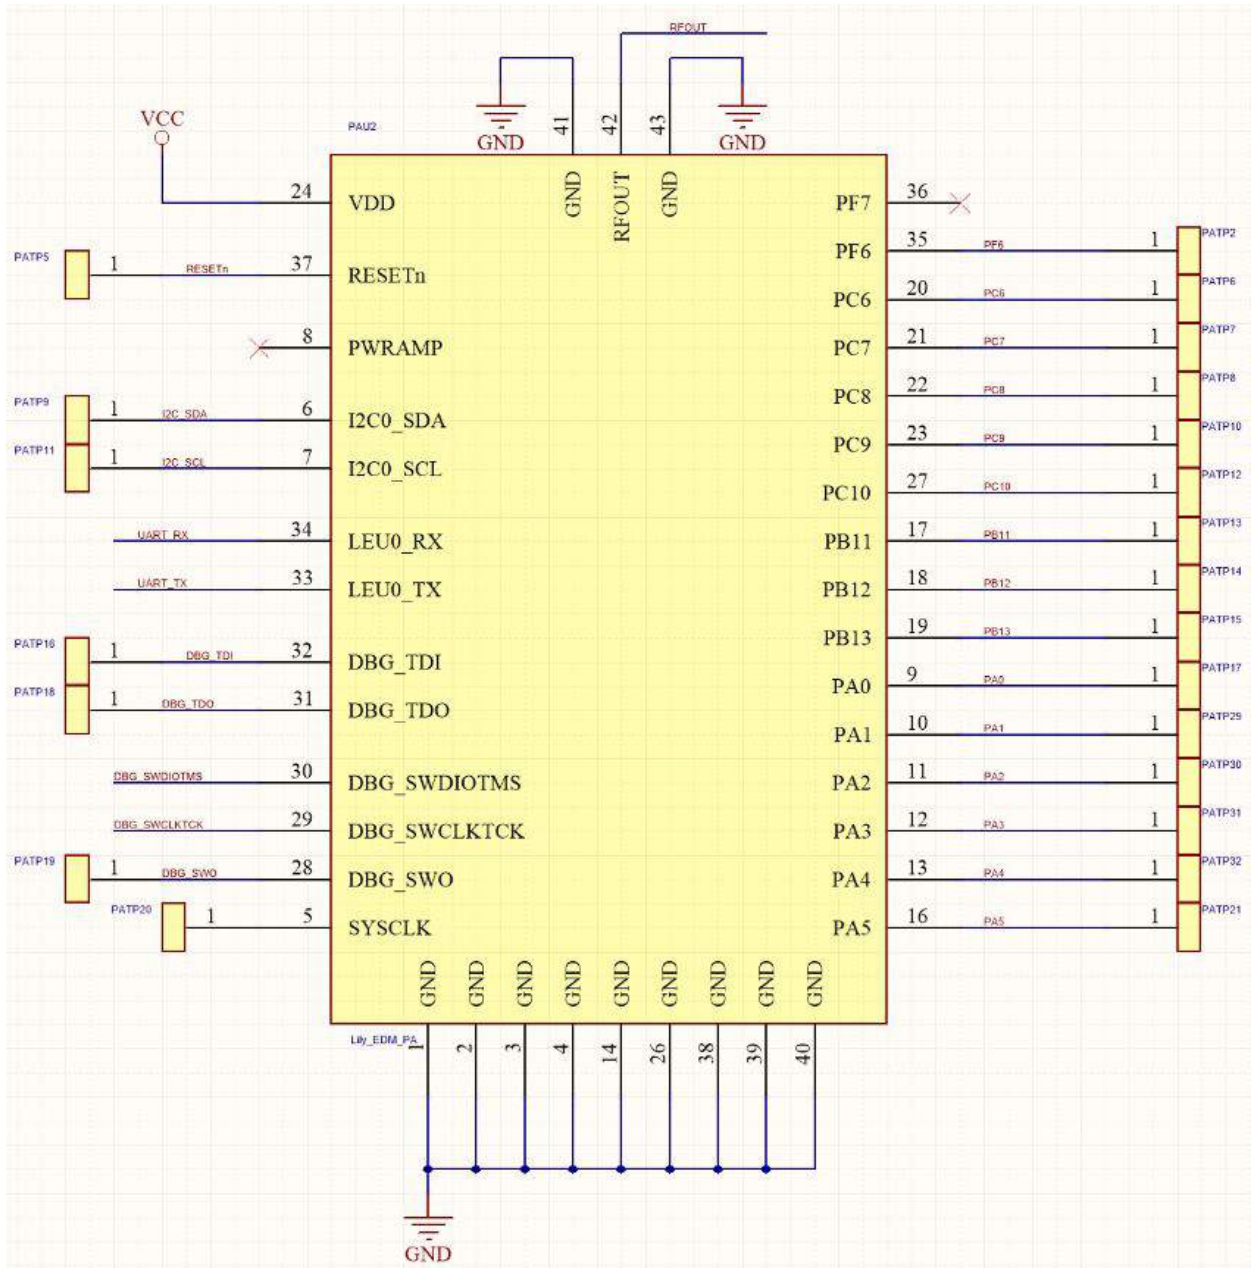 RFOUT
41
42
43
GND
GND
VCC
PAU2
24
VDD
GND
RFOUT
GND
PF7
36
PATP5
1
RESETn
37
RESETn
PF6
35
PF6
1
PATP2
PC6
20
PC6
1
PATP6
8
PWRAMP
PC7
21
PC7
1
PATP7
PATP9
1
I2C_SDA
6
I2C0_SDA
PC8
22
PC8
1
PATP8
PATP11
1
I2C_SCL
7
I2C0_SCL
PC9
23
PC9
1
PATP10
PC10
27
PC10
1
PATP12
UART_RX
34
LEU0_RX
PB11
17
PB11
1
PATP13
UART_TX
33
LEU0_TX
PB12
18
PB12
1
PATP14
PB13
19
PB13
1
PATP15
PATP16
1
DBG_TDI
32
DBG_TDI
PA0
9
PA0
1
PATP17
PATP18
1
DBG_TDO
31
DBG_TDO
PA1
10
PA1
1
PATP29
DBG_SWDIOTMS
30
DBG_SWDIOTMS
PA2
11
PA2
1
PATP30
DBG_SWCLKTCK
29
DBG_SWCLKTCK
PA3
12
PA3
1
PATP31
PATP19
1
DBG_SWO
28
DBG_SWO
PA4
13
PA4
1
PATP32
PATP20
1
5
SYSCLK
PA5
16
PA5
1
PATP21
GND
GND
GND
GND
GND
GND
GND
GND
GND
Lily_EDM_PA
1
2
3
4
14
26
38
39
40
GND